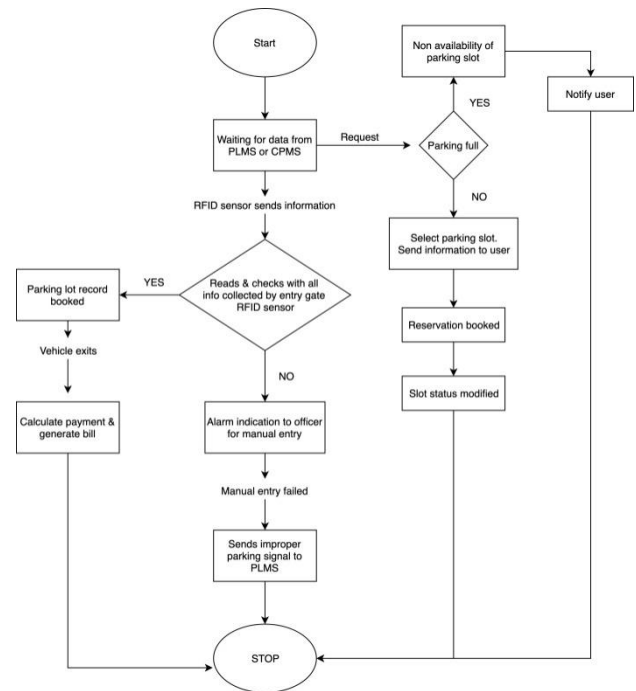 Start
Non availability of
parking slot
Notify user
YES
Waiting for data from
PLMS or CPMS
Request
Parking full
NO
RFID sensor sends information
Select parking slot.
Send information to user
Reads & checks with all
info collected by entry gate
RFID sensor
YES
Parking lot record
booked
Reservation booked
Vehicle exits
NO
Slot status modified
Calculate payment &
generate bill
Alarm indication to officer
for manual entry
Manual entry failed
Sends improper
parking signal to
PLMS
STOP